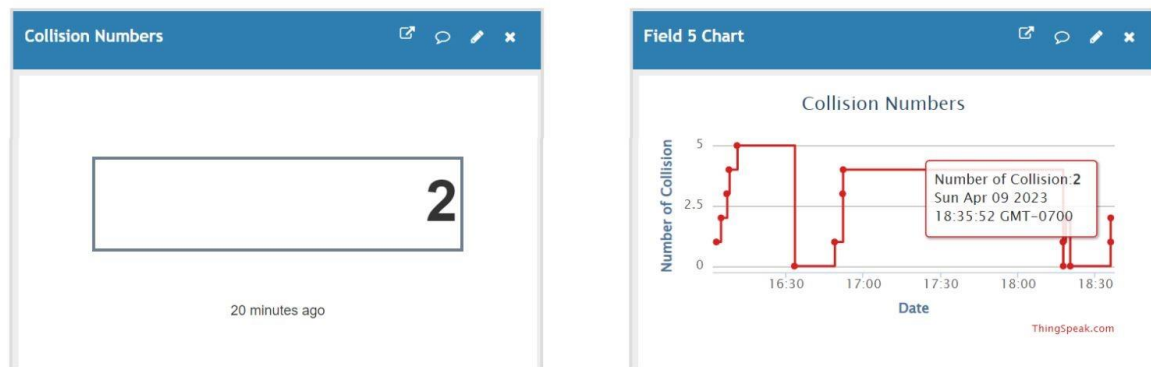 Collision Numbers
2
20 minutes ago
Field 5 Chart
Collision Numbers
Number of Collision
5
2.5
0
Number of Collision:2
Sun Apr 09 2023
18:35:52 GMT-0700
16:30 17:00 17:30 18:00 18:30
Date
ThingSpeak.com